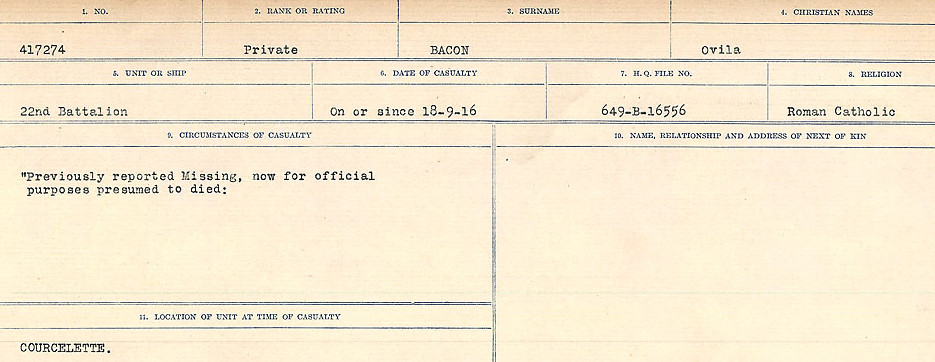 1. NO. 2. RANK OR RATING 3. SURNAME 4. CHRISTIAN NAMES
417274 Private BACON Ovila
5. UNIT OR SHIP 6. DATE OF CASUALTY 7. H.Q. FILE NO. 8. RELIGION
22nd Battalion On or since 18-9-16 649-B-16556 Roman Catholic
9. CIRCUMSTANCES OF CASUALTY 10. NAME, RELATIONSHIP AND ADDRESS OF NEXT OF KIN
"Previously reported Missing, now for official
purposes presumed to died:
11. LOCATION OF UNIT AT TIME OF CASUALTY
COURCELETTE.